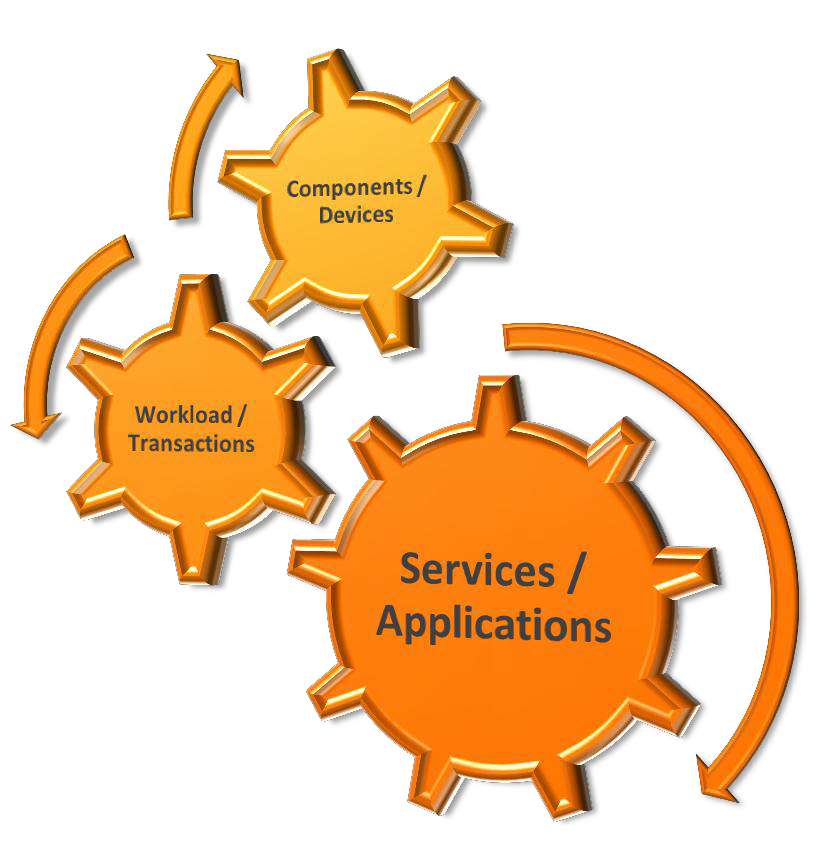 Components /
Devices
Workload /
Transactions
Services /
Applications